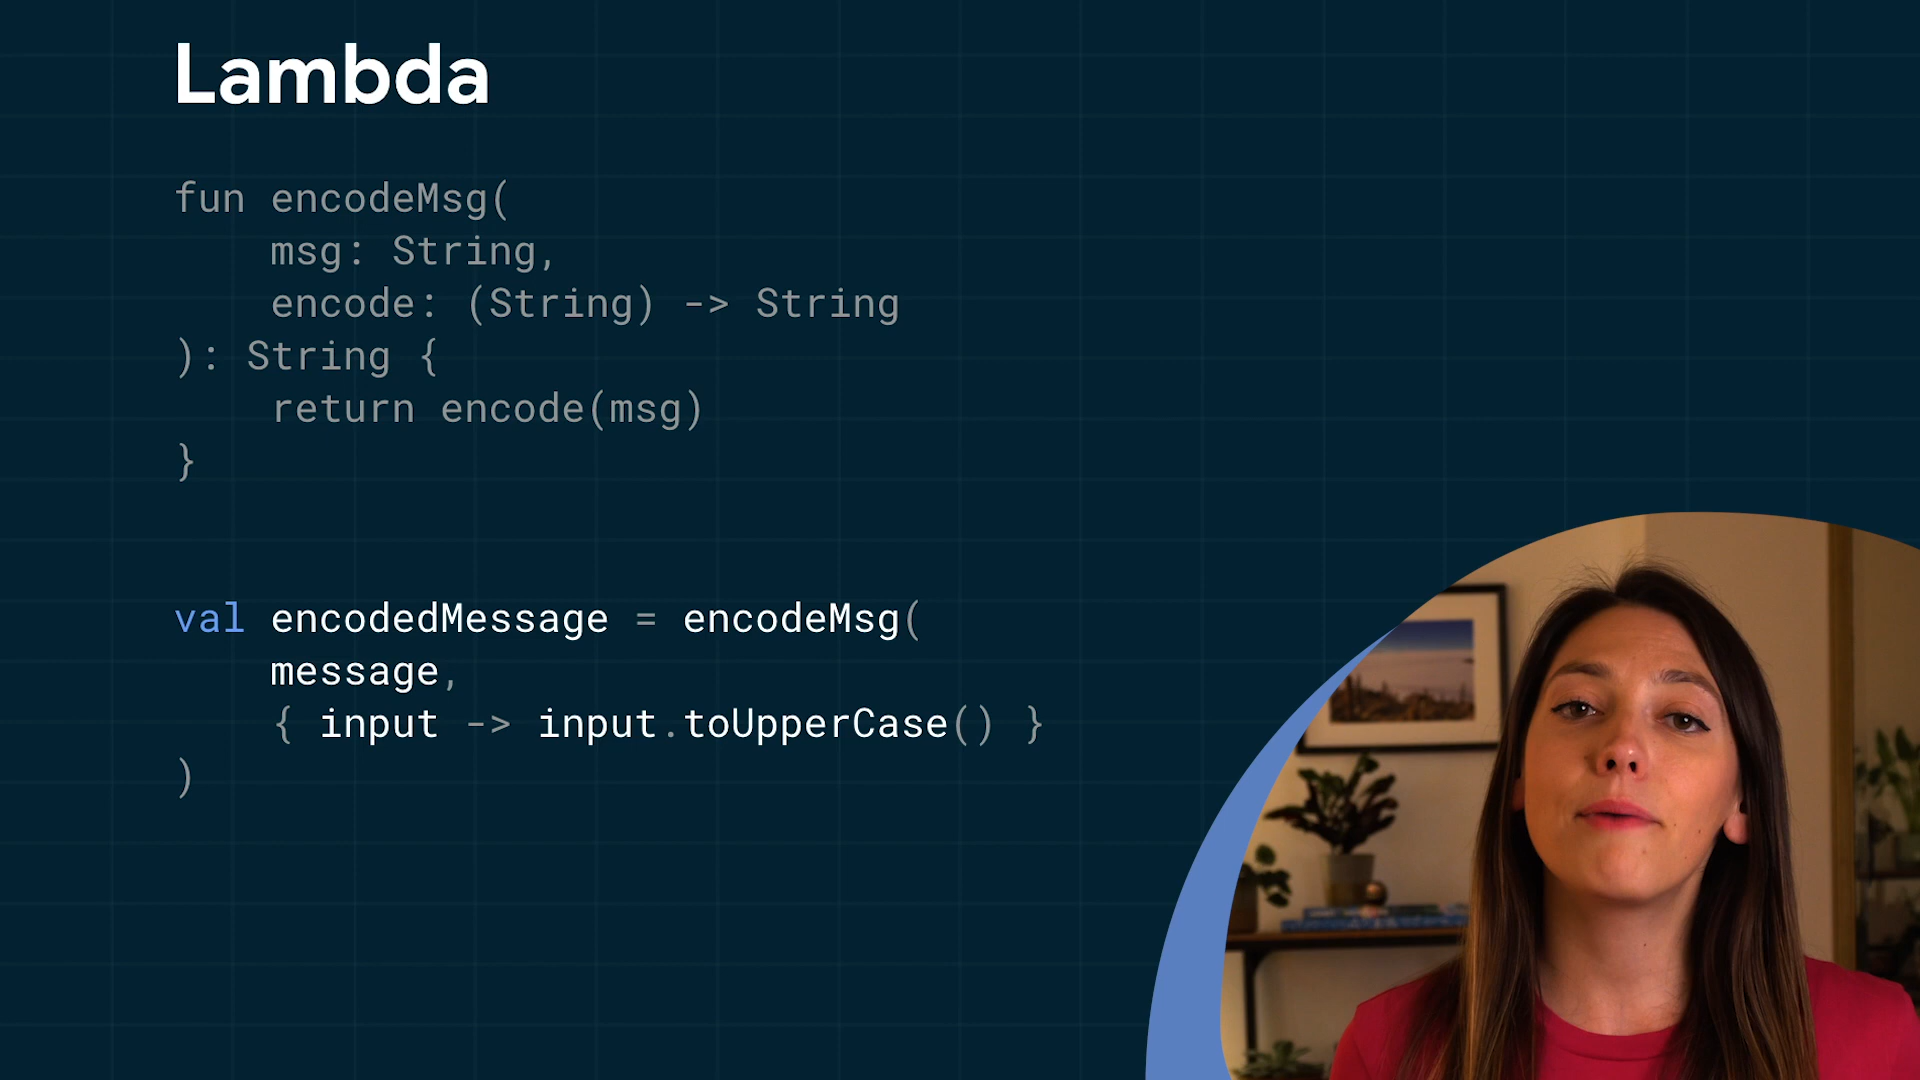 Lambda
fun encodeMsg(
    msg: String,
    encode: (String) -> String
): String {
    return encode(msg)
}
val encodedMessage = encodeMsg(
    message,
    { input -> input.toUpperCase() }
)